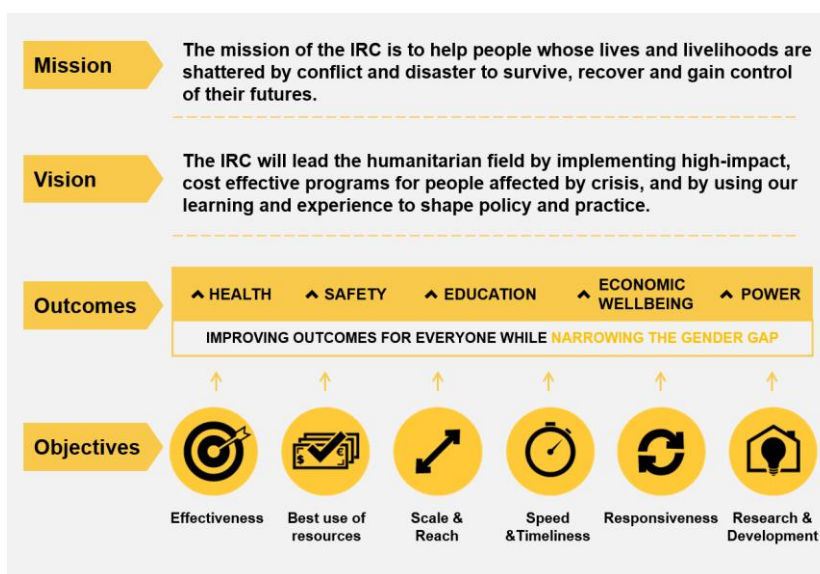 Mission
The mission of the IRC is to help people whose lives and livelihoods are
shattered by conflict and disaster to survive, recover and gain control
of their futures.
Vision
The IRC will lead the humanitarian field by implementing high-impact,
cost effective programs for people affected by crisis, and by using our
learning and experience to shape policy and practice.
Outcomes
HEALTH
SAFETY
EDUCATION
ECONOMIC
WELLBEING
POWER
IMPROVING OUTCOMES FOR EVERYONE WHILE NARROWING THE GENDER GAP
Objectives
$ €
Effectiveness
Best use of
resources
Scale &
Reach
Speed
&Timeliness
Responsiveness
Research &
Development